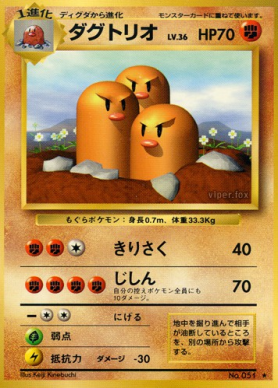 1進化 ディグダから進化 モンスターカードに重ねて使います。
ダグトリオ LV.36 HP70
viper.fox
もぐらポケモン：身長0.7m、体重33.3Kg
きりさく 40
じしん 70
自分の控えポケモン全員にも
10ダメージ。
にげる
弱点
抵抗力 ダメージ -30
地中を掘り進んで相手
が油断しているところ
を、別の場所から攻撃
する。
Illus. Keiji Kinebuchi No.051